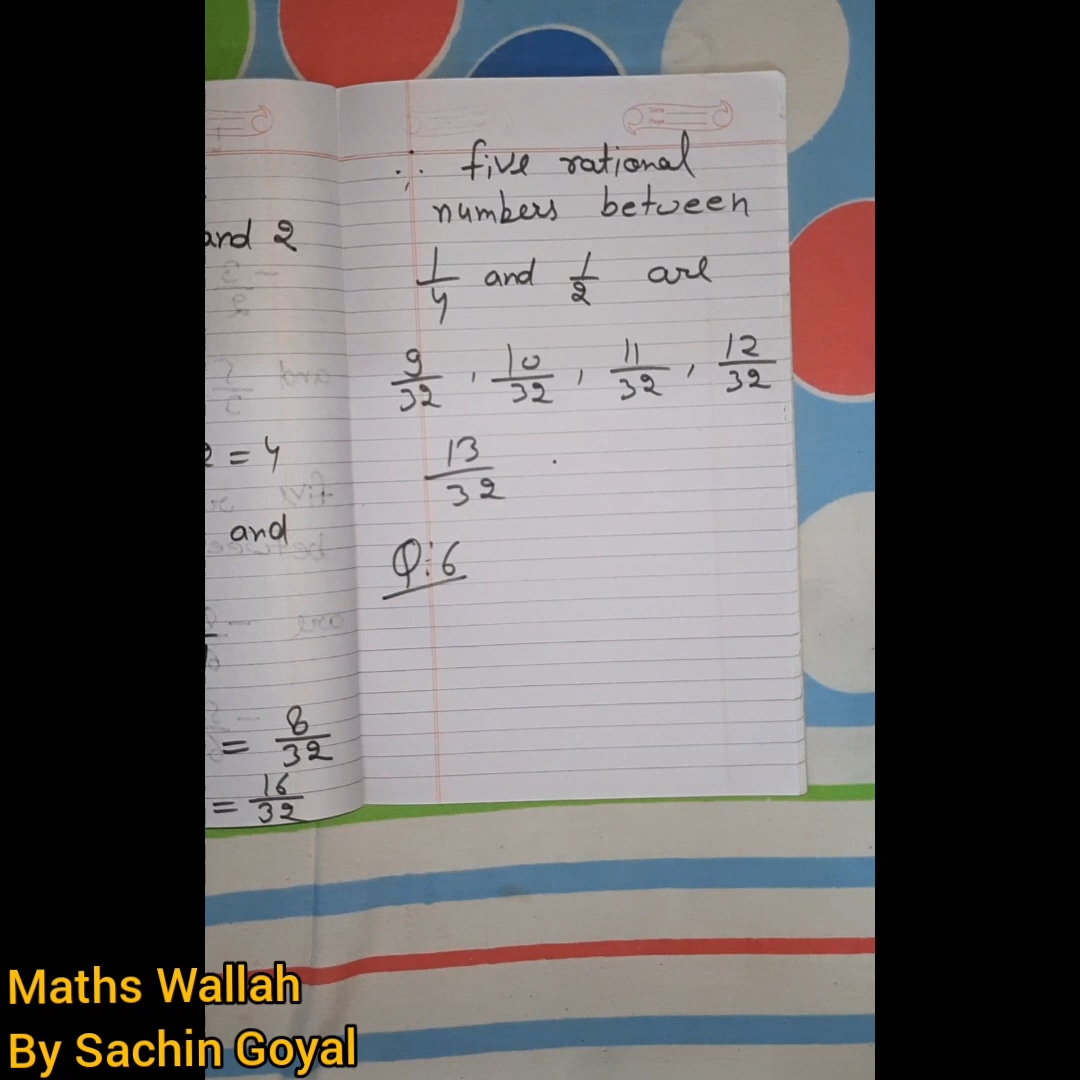 and 2
2 = 4
and
= 8/32
= 16/32
∴ five rational
numbers between
1/4 and 1/2 are
9/32 , 10/32 , 11/32 , 12/32
13/32 .
Q:6
Maths Wallah
By Sachin Goyal